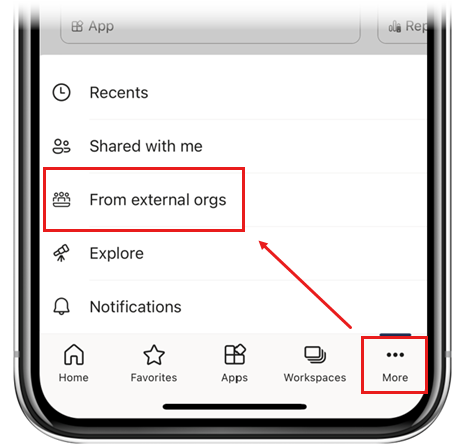 App
Rep
Recents
Shared with me
From external orgs
Explore
Notifications
Home
Favorites
Apps
Workspaces
More